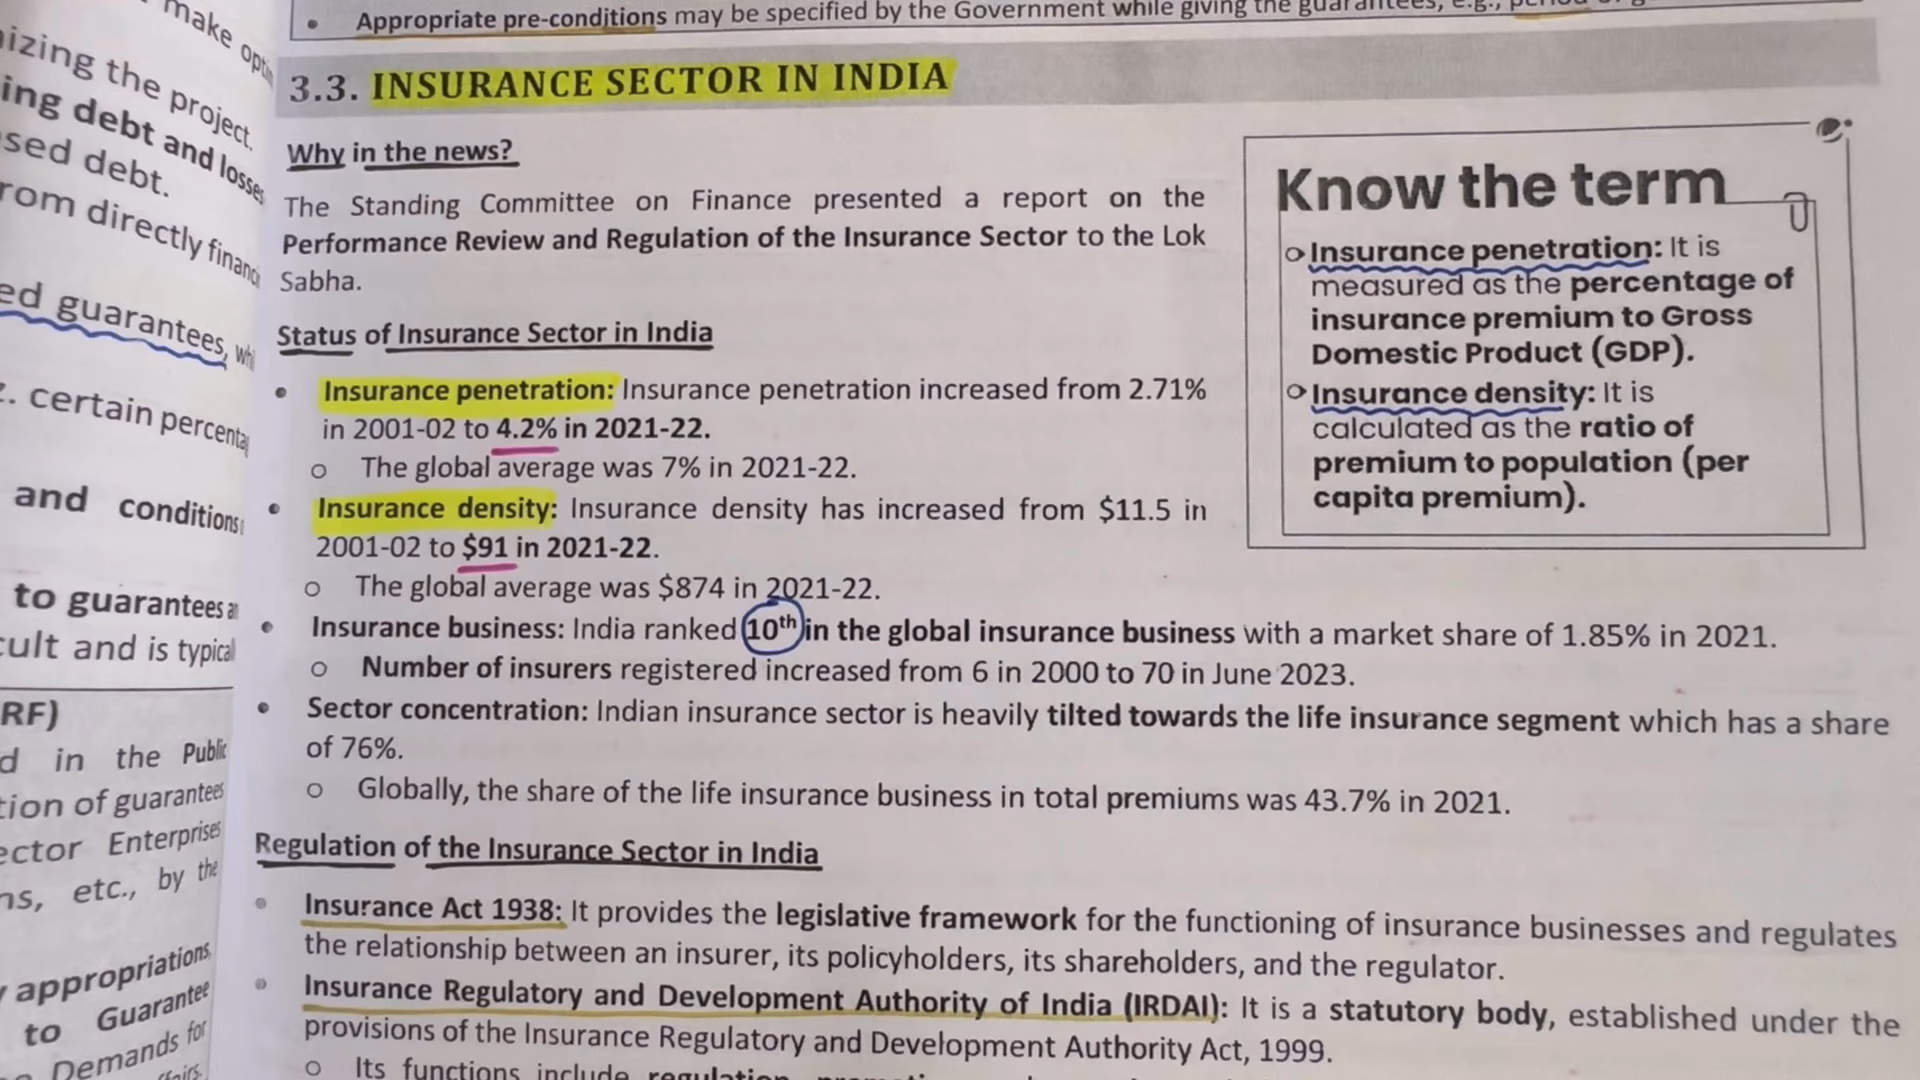 make
izing the project.
ing debt and losses
sed debt.
rom directly
ed guarantees,
certain
and conditions
to guarantees
cult and is
RF)
d in the Public
tion of guarantees
ector Enterprises
ns, etc., by the
appropriations,
to Guarantee
Demands for
• Appropriate pre-conditions may be specified by the Government while giving the guarantees, e.g.,
3.3. INSURANCE SECTOR IN INDIA
Why in the news?
The Standing Committee on Finance presented a report on the
Performance Review and Regulation of the Insurance Sector to the Lok
Sabha.
Status of Insurance Sector in India
• Insurance penetration: Insurance penetration increased from 2.71%
in 2001-02 to 4.2% in 2021-22.
o The global average was 7% in 2021-22.
• Insurance density: Insurance density has increased from $11.5 in
2001-02 to $91 in 2021-22.
o The global average was $874 in 2021-22.
• Insurance business: India ranked 10th in the global insurance business with a market share of 1.85% in 2021.
o Number of insurers registered increased from 6 in 2000 to 70 in June 2023.
• Sector concentration: Indian insurance sector is heavily tilted towards the life insurance segment which has a share
of 76%.
o Globally, the share of the life insurance business in total premiums was 43.7% in 2021.
Know the term
Insurance penetration: It is
measured as the percentage of
insurance premium to Gross
Domestic Product (GDP).
Insurance density: It is
calculated as the ratio of
premium to population (per
capita premium).
Regulation of the Insurance Sector in India
• Insurance Act 1938: It provides the legislative framework for the functioning of insurance businesses and regulates
the relationship between an insurer, its policyholders, its shareholders, and the regulator.
• Insurance Regulatory and Development Authority of India (IRDAI): It is a statutory body, established under the
provisions of the Insurance Regulatory and Development Authority Act, 1999.
o Its functions include